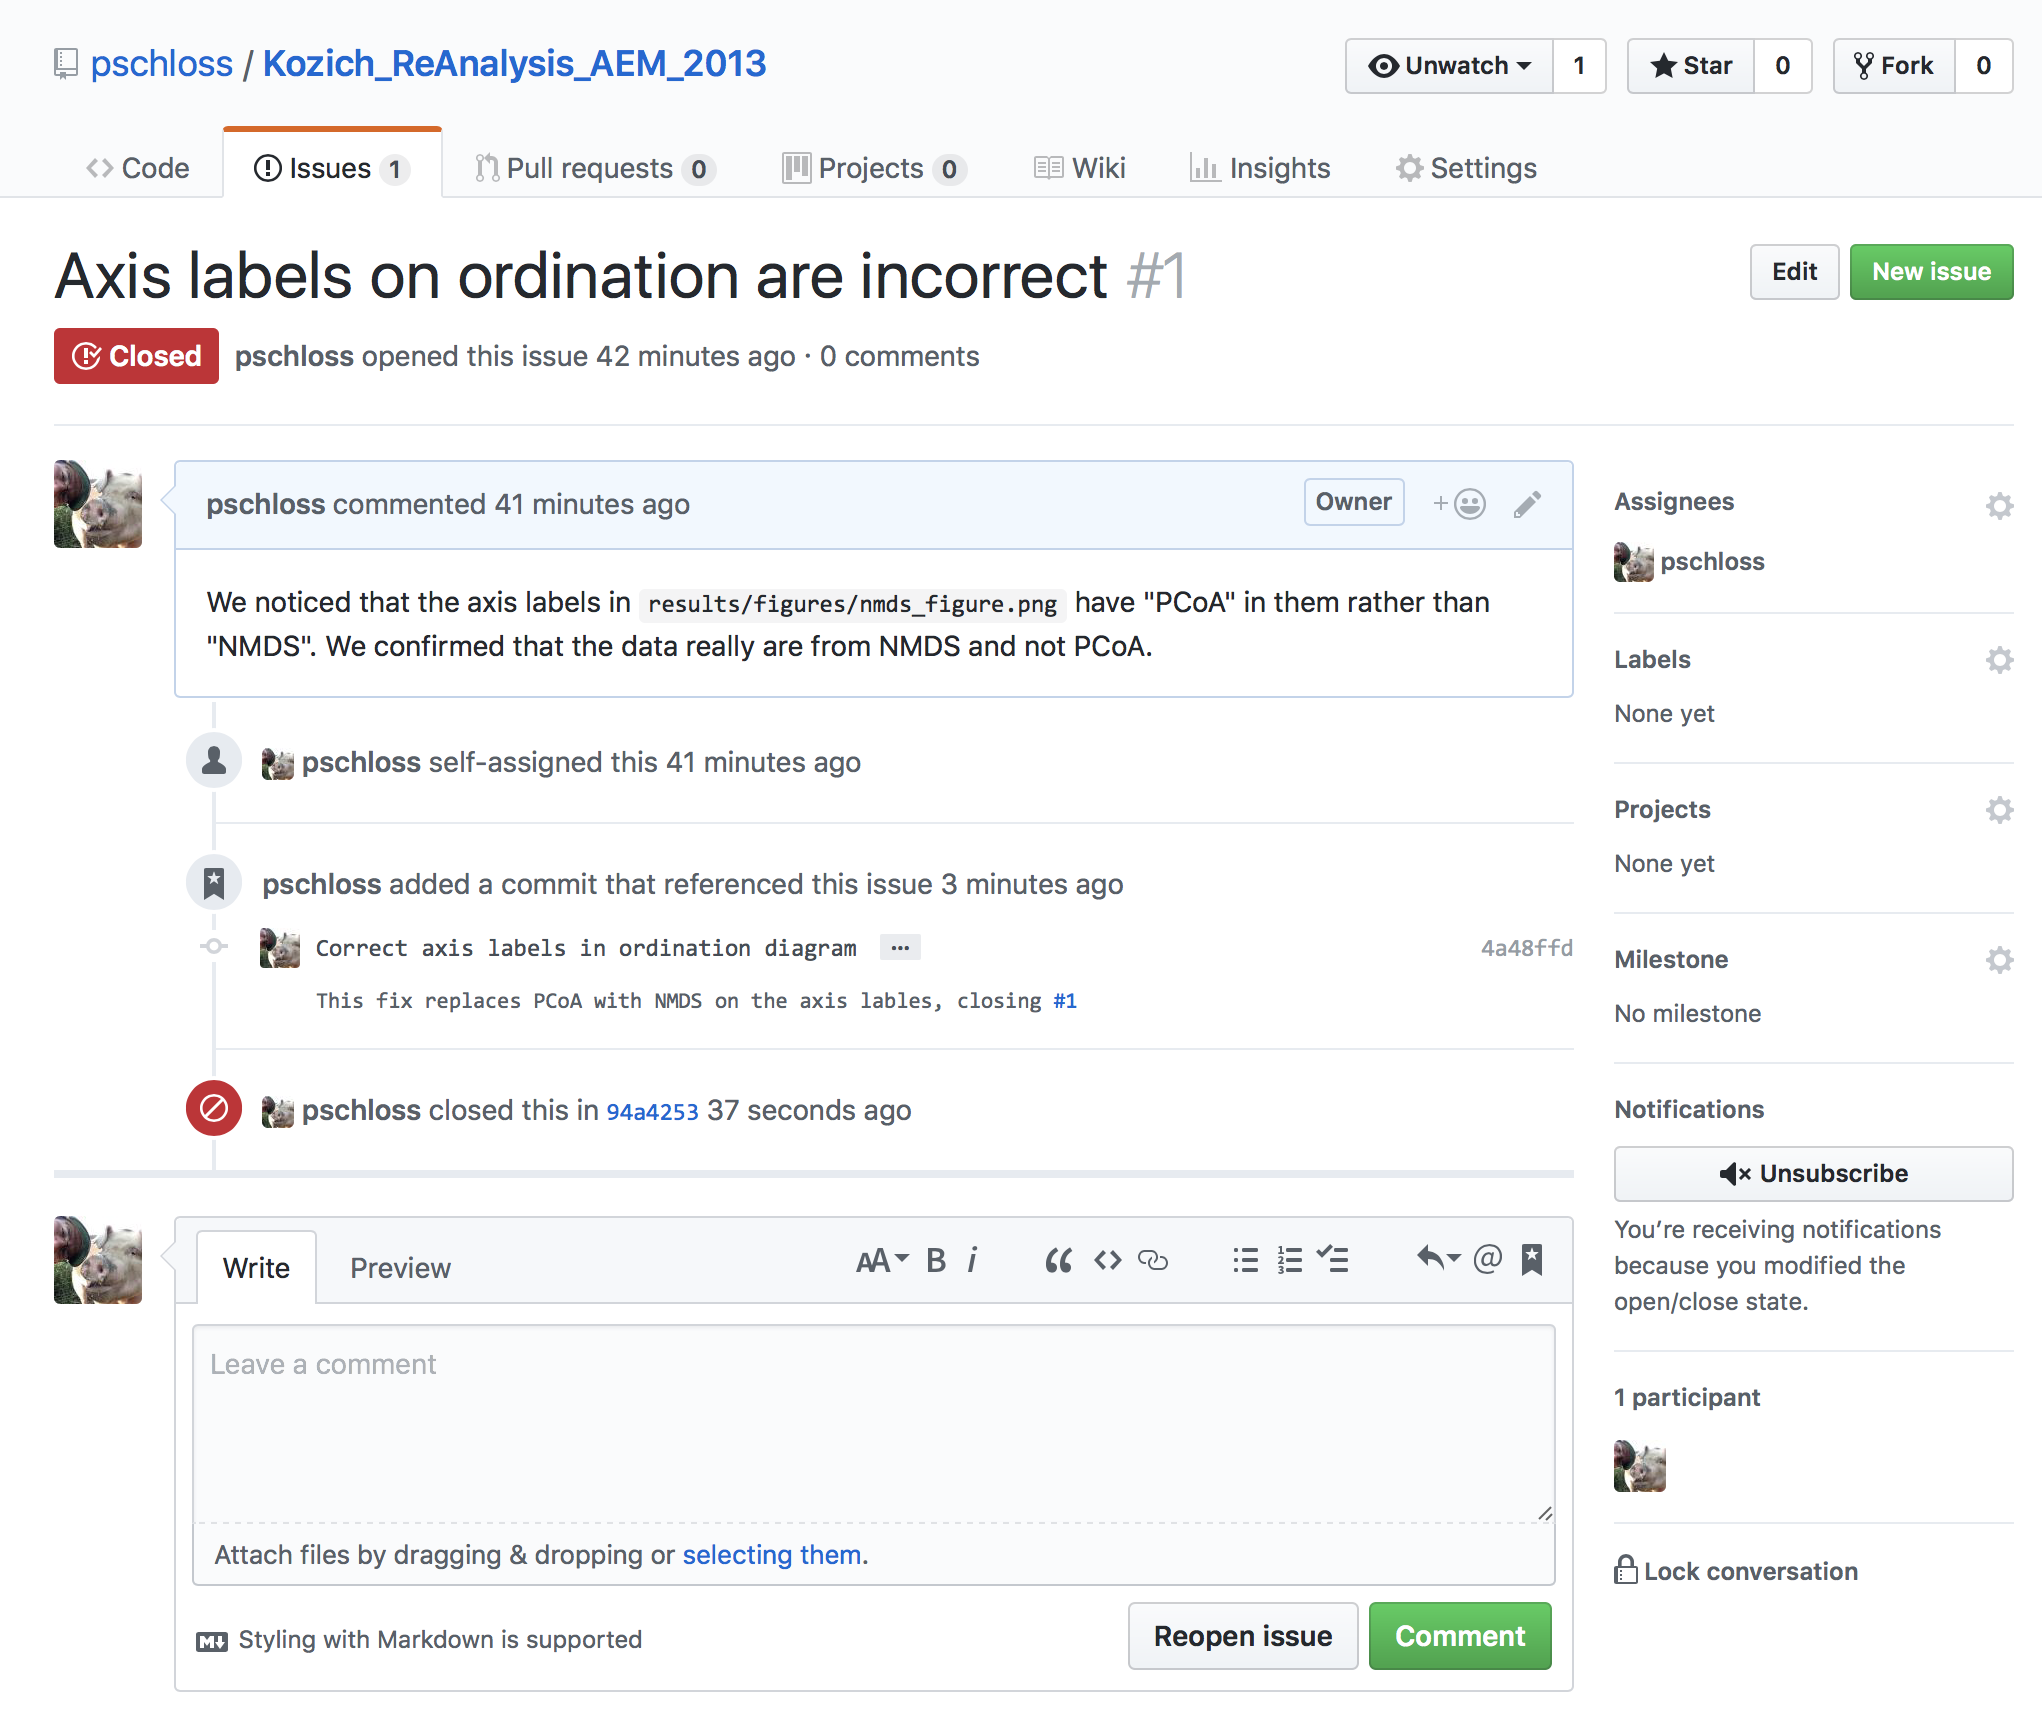 pschloss / Kozich_ReAnalysis_AEM_2013
Unwatch 1 Star 0 Fork 0
Code Issues 1 Pull requests 0 Projects 0 Wiki Insights Settings
Axis labels on ordination are incorrect #1
Edit New issue
Closed pschloss opened this issue 42 minutes ago · 0 comments
pschloss commented 41 minutes ago Owner
We noticed that the axis labels in results/figures/nmds_figure.png have "PCoA" in them rather than
"NMDS". We confirmed that the data really are from NMDS and not PCoA.
pschloss self-assigned this 41 minutes ago
pschloss added a commit that referenced this issue 3 minutes ago
Correct axis labels in ordination diagram … 4a48ffd
This fix replaces PCoA with NMDS on the axis lables, closing #1
pschloss closed this in 94a4253 37 seconds ago
Write Preview
Leave a comment
Attach files by dragging & dropping or selecting them.
Styling with Markdown is supported
Reopen issue Comment
Assignees
pschloss
Labels
None yet
Projects
None yet
Milestone
No milestone
Notifications
Unsubscribe
You’re receiving notifications
because you modified the
open/close state.
1 participant
Lock conversation